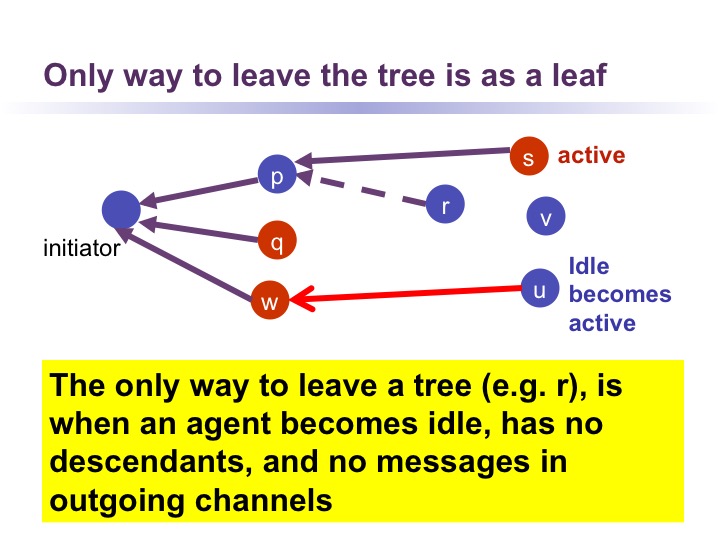 Only way to leave the tree is as a leaf
s
active
p
r
v
initiator
q
Idle
becomes
active
w
u
The only way to leave a tree (e.g. r), is
when an agent becomes idle, has no
descendants, and no messages in
outgoing channels